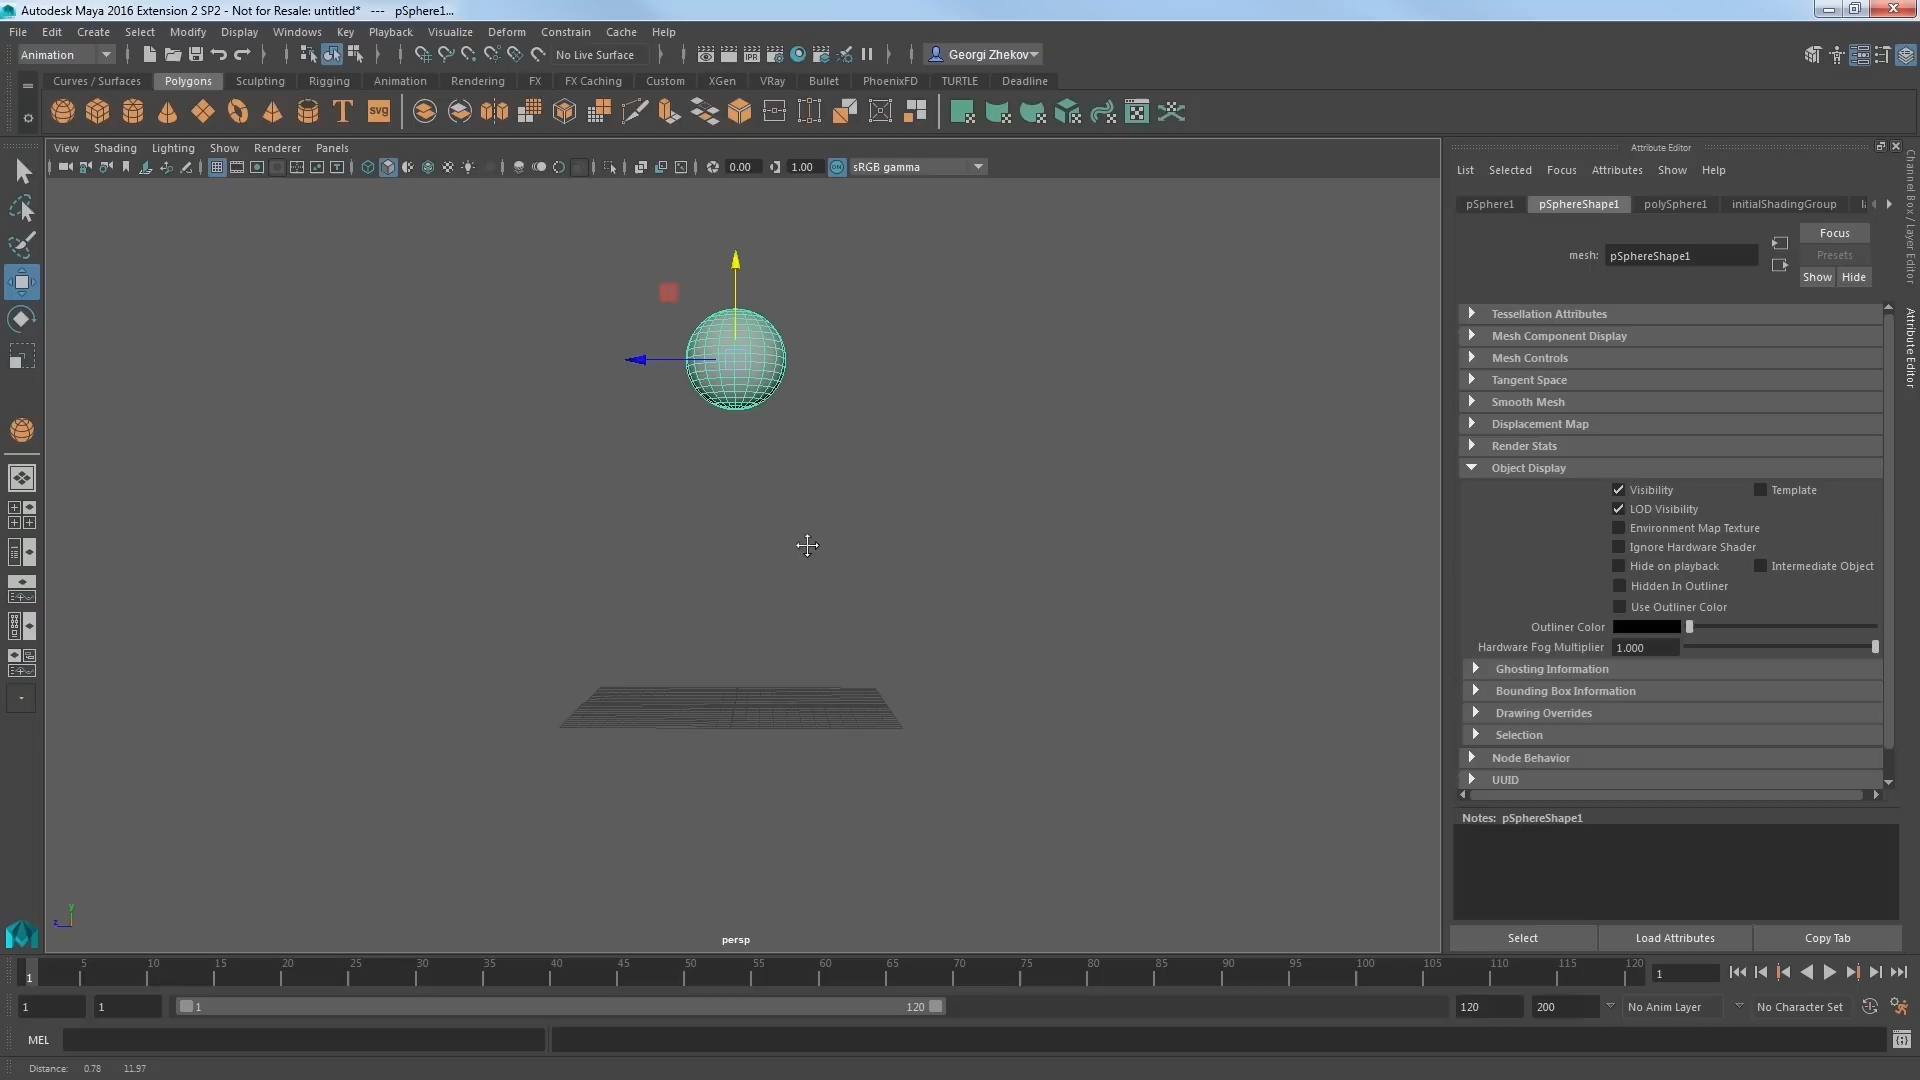 Autodesk Maya 2016 Extension 2 SP2 - Not for Resale: untitled* --- pSphere1...
File Edit Create Select Modify Display Windows Key Playback Visualize Deform Constrain Cache Help
Animation No Live Surface Georgi Zhekov
Curves / Surfaces Polygons Sculpting Rigging Animation Rendering FX FX Caching Custom XGen VRay Bullet PhoenixFD TURTLE Deadline
T svg
View Shading Lighting Show Renderer Panels
0.00 1.00 ON sRGB gamma
Attribute Editor
List Selected Focus Attributes Show Help
pSphere1 pSphereShape1 polySphere1 initialShadingGroup
Focus
mesh: pSphereShape1 Presets
Show Hide
Channel Box / Layer Editor
Attribute Editor
Tessellation Attributes
Mesh Component Display
Mesh Controls
Tangent Space
Smooth Mesh
Displacement Map
Render Stats
Object Display
Visibility Template
LOD Visibility
Environment Map Texture
Ignore Hardware Shader
Hide on playback Intermediate Object
Hidden In Outliner
Use Outliner Color
Outliner Color
Hardware Fog Multiplier 1.000
Ghosting Information
Bounding Box Information
Drawing Overrides
Selection
Node Behavior
UUID
Notes: pSphereShape1
y
z
persp
Select Load Attributes Copy Tab
1 5 10 15 20 25 30 35 40 45 50 55 60 65 70 75 80 85 90 95 100 105 110 115 120 1
1 1 1 120 120 200 No Anim Layer No Character Set
MEL
Distance: 0.78 11.97